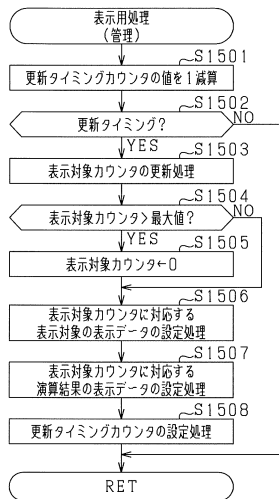 表示用処理
(管理)
S1501
更新タイミングカウンタの値を1減算
S1502
更新タイミング?
NO
YES
S1503
表示対象カウンタの更新処理
S1504
表示対象カウンタ>最大値?
NO
YES
S1505
表示対象カウンタ←0
S1506
表示対象カウンタに対応する
表示対象の表示データの設定処理
S1507
表示対象カウンタに対応する
演算結果の表示データの設定処理
S1508
更新タイミングカウンタの設定処理
RET